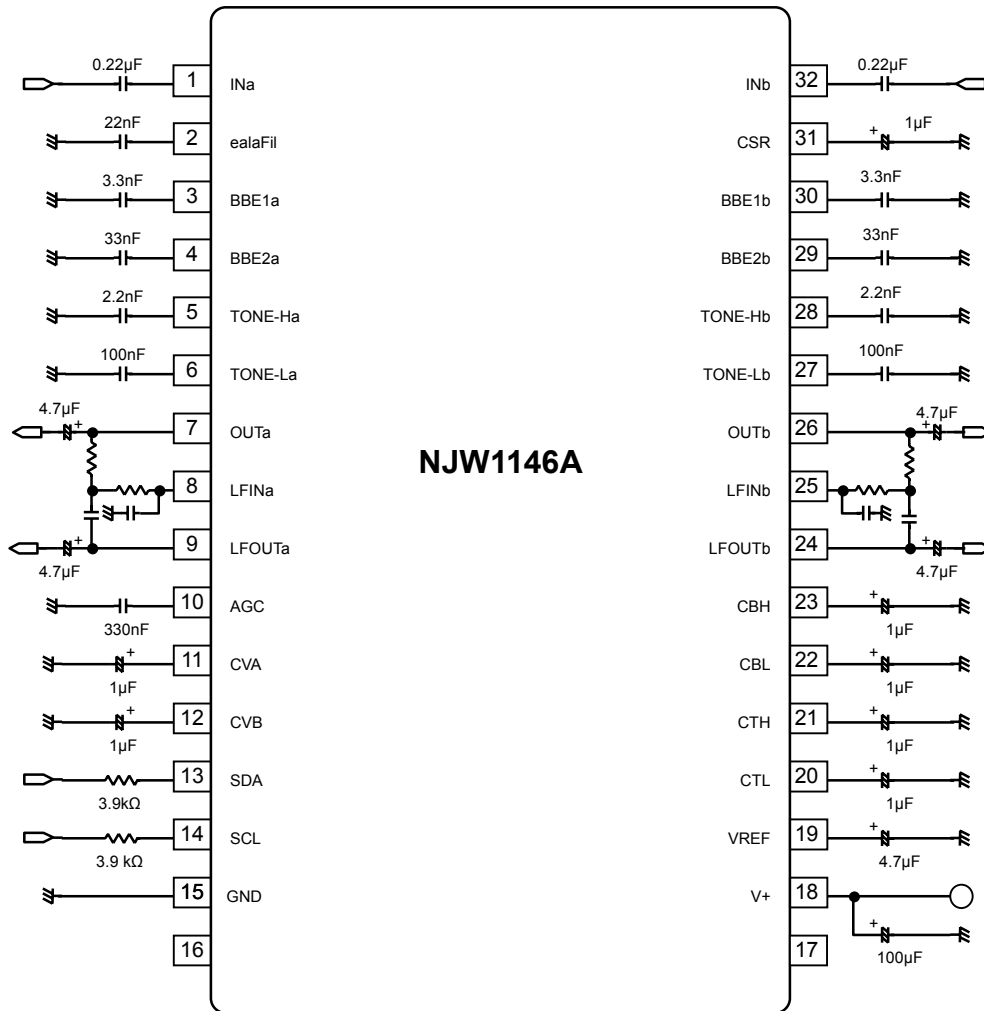 0.22µF
1
INa
INb
32
0.22µF
22nF
2
ealaFil
CSR
31
+
1µF
3.3nF
3
BBE1a
BBE1b
30
3.3nF
33nF
4
BBE2a
BBE2b
29
33nF
2.2nF
5
TONE-Ha
TONE-Hb
28
2.2nF
100nF
6
TONE-La
TONE-Lb
27
100nF
4.7µF
+
7
OUTa
OUTb
26
+
4.7µF
NJW1146A
8
LFINa
LFINb
25
+
4.7µF
9
LFOUTa
LFOUTb
24
+
4.7µF
330nF
10
AGC
CBH
23
+
1µF
+
1µF
11
CVA
CBL
22
+
1µF
+
1µF
12
CVB
CTH
21
+
1µF
3.9kΩ
13
SDA
CTL
20
+
1µF
3.9 kΩ
14
SCL
VREF
19
+
4.7µF
15
GND
V+
18
+
100µF
16
17